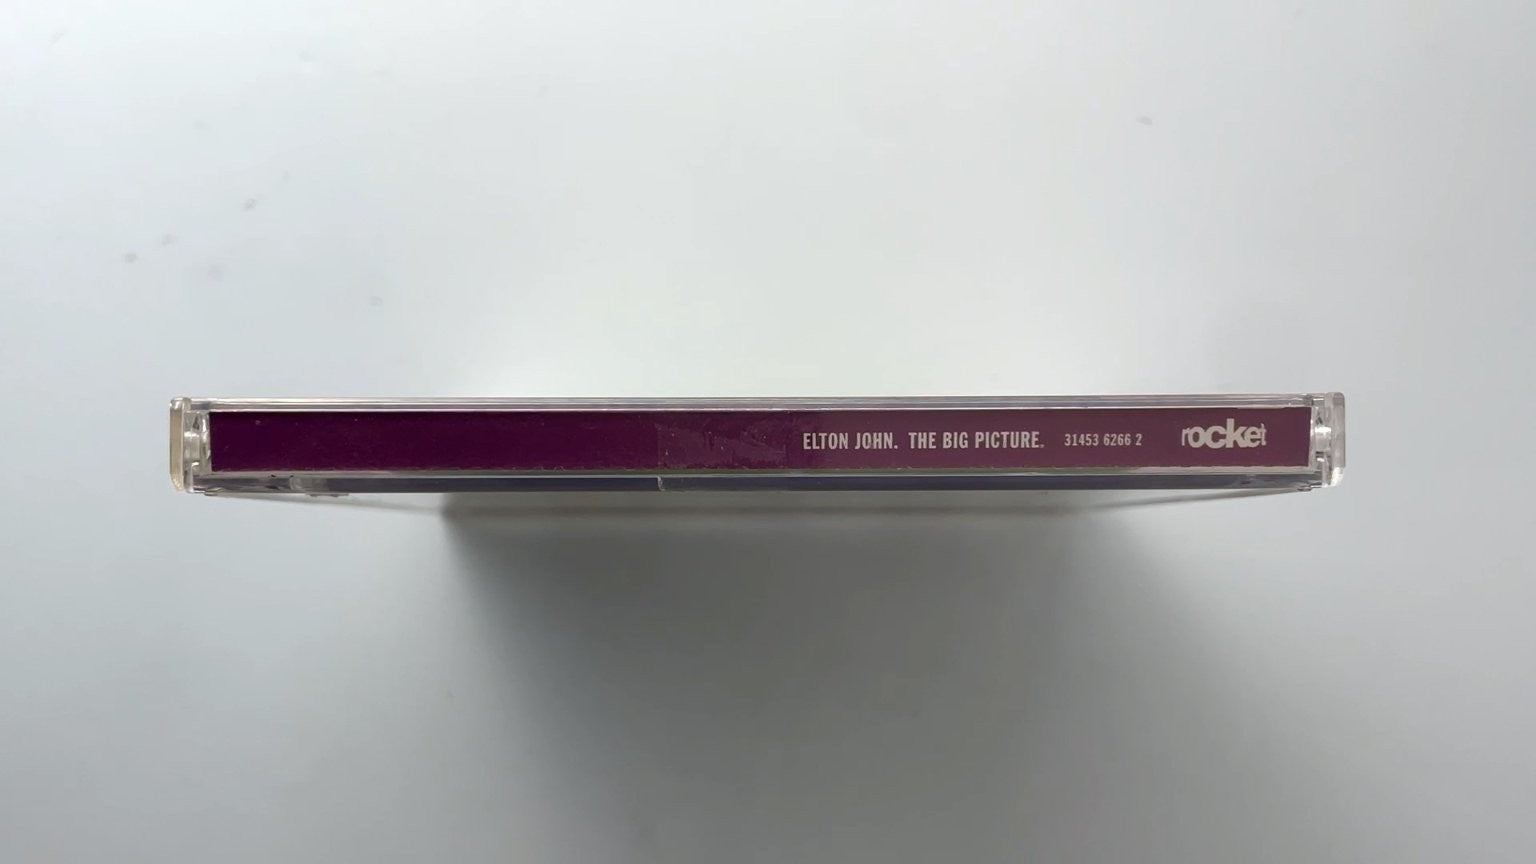 ELTON JOHN. THE BIG PICTURE. 31453 6266 2 rocket